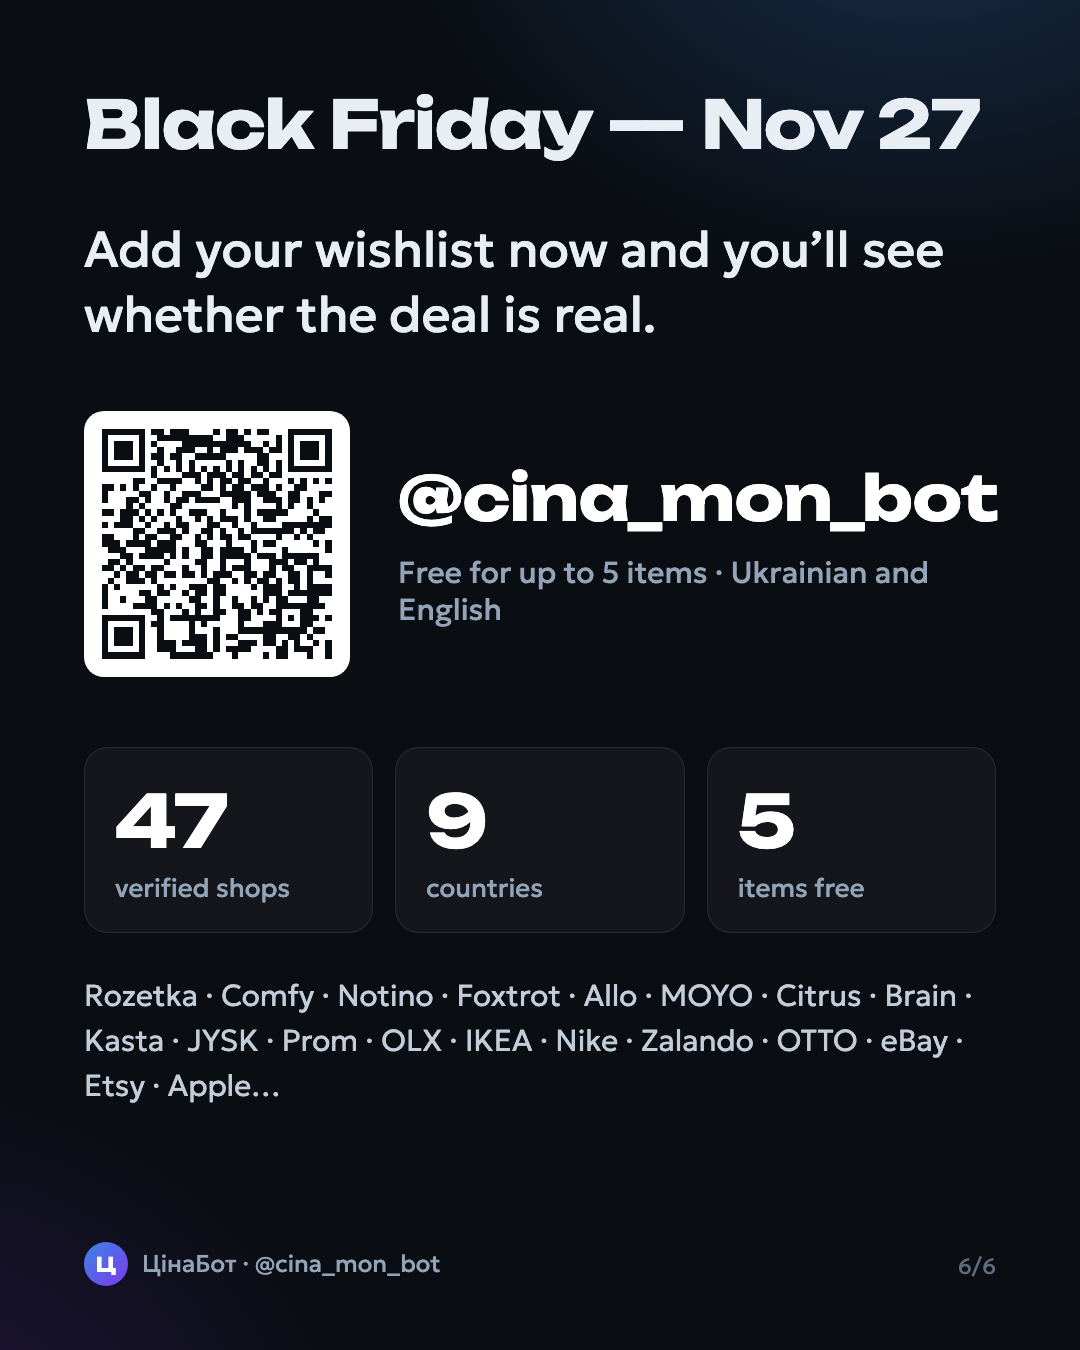 Black Friday — Nov 27
Add your wishlist now and you’ll see
whether the deal is real.
@cina_mon_bot
Free for up to 5 items · Ukrainian and
English
47
verified shops
9
countries
5
items free
Rozetka · Comfy · Notino · Foxtrot · Allo · MOYO · Citrus · Brain ·
Kasta · JYSK · Prom · OLX · IKEA · Nike · Zalando · OTTO · eBay ·
Etsy · Apple…
Ц ЦінаБот · @cina_mon_bot
6/6